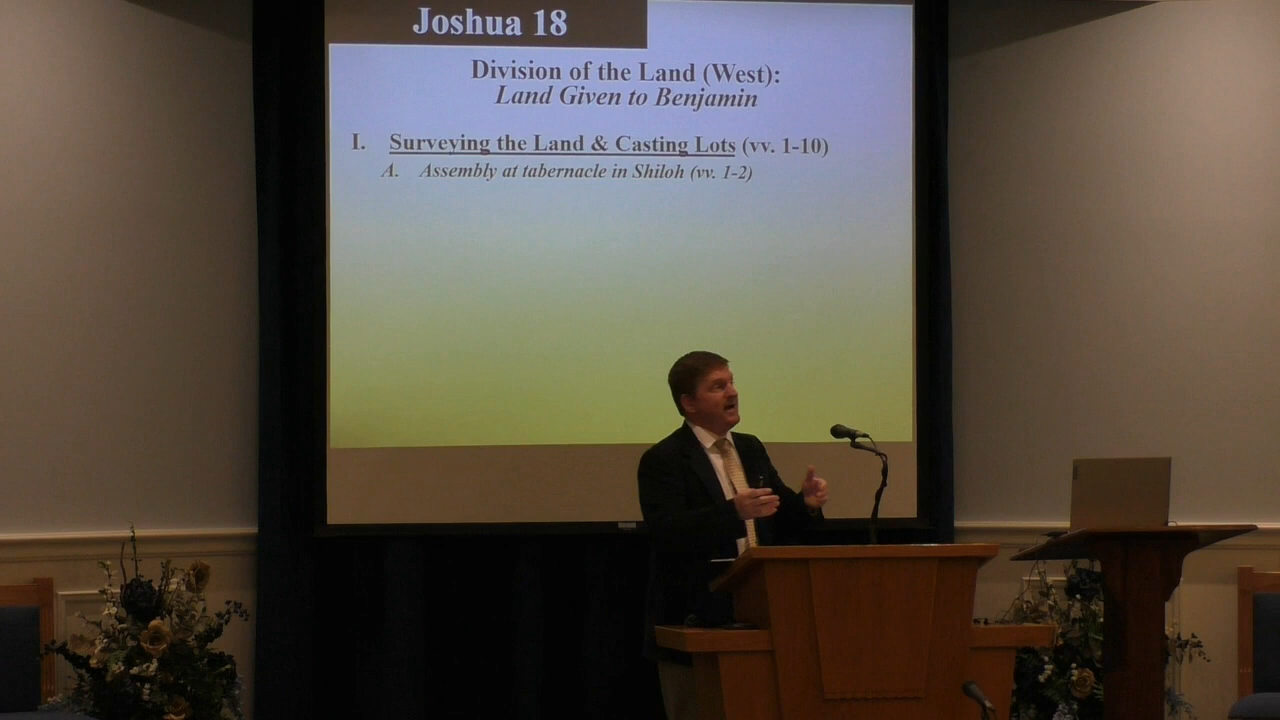 Joshua 18
Division of the Land (West):
Land Given to Benjamin
I. Surveying the Land & Casting Lots (vv. 1-10)
A. Assembly at tabernacle in Shiloh (vv. 1-2)